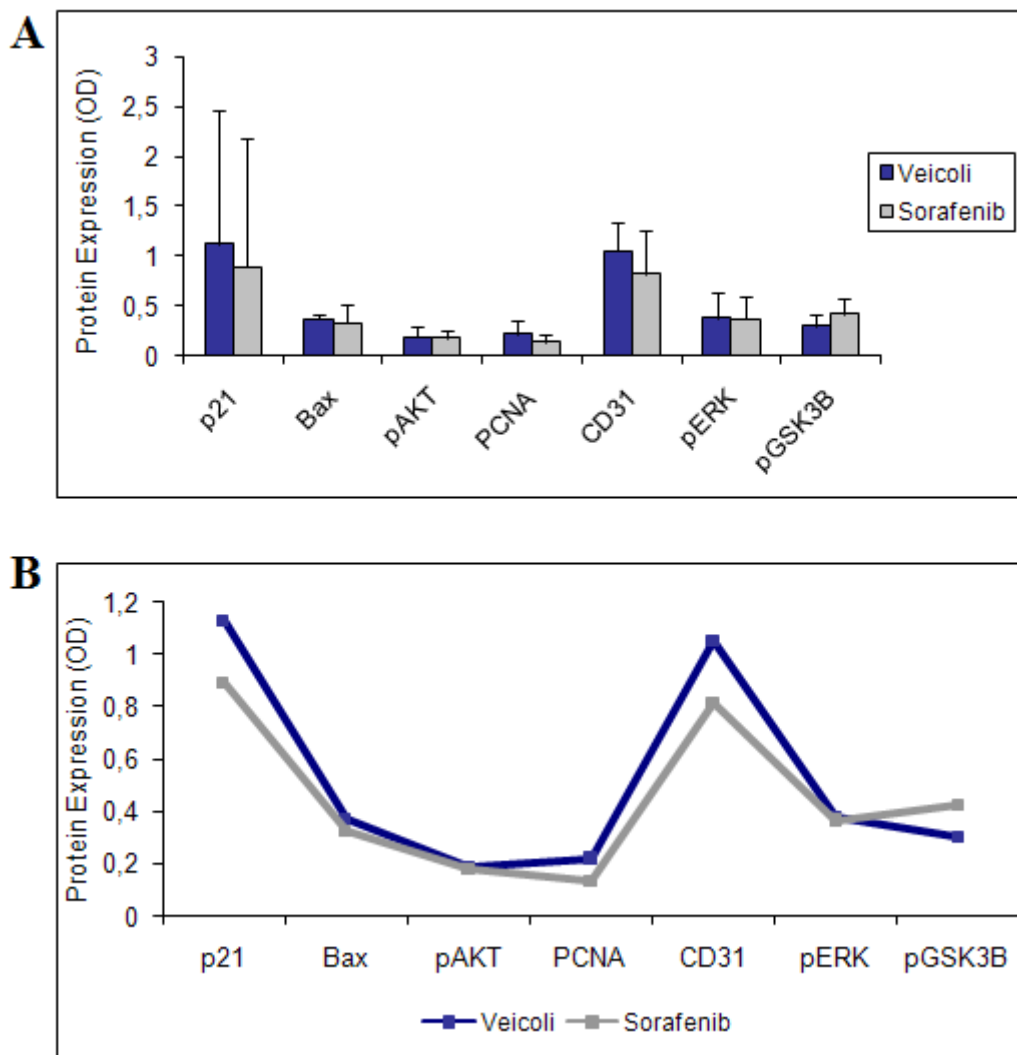 A
Protein Expression (OD)
3
2,5
2
1,5
1
0,5
0
p21 Bax pAKT PCNA CD31 pERK pGSK3B
Veicoli
Sorafenib
B
Protein Expression (OD)
1,2
1
0,8
0,6
0,4
0,2
0
p21 Bax pAKT PCNA CD31 pERK pGSK3B
Veicoli Sorafenib